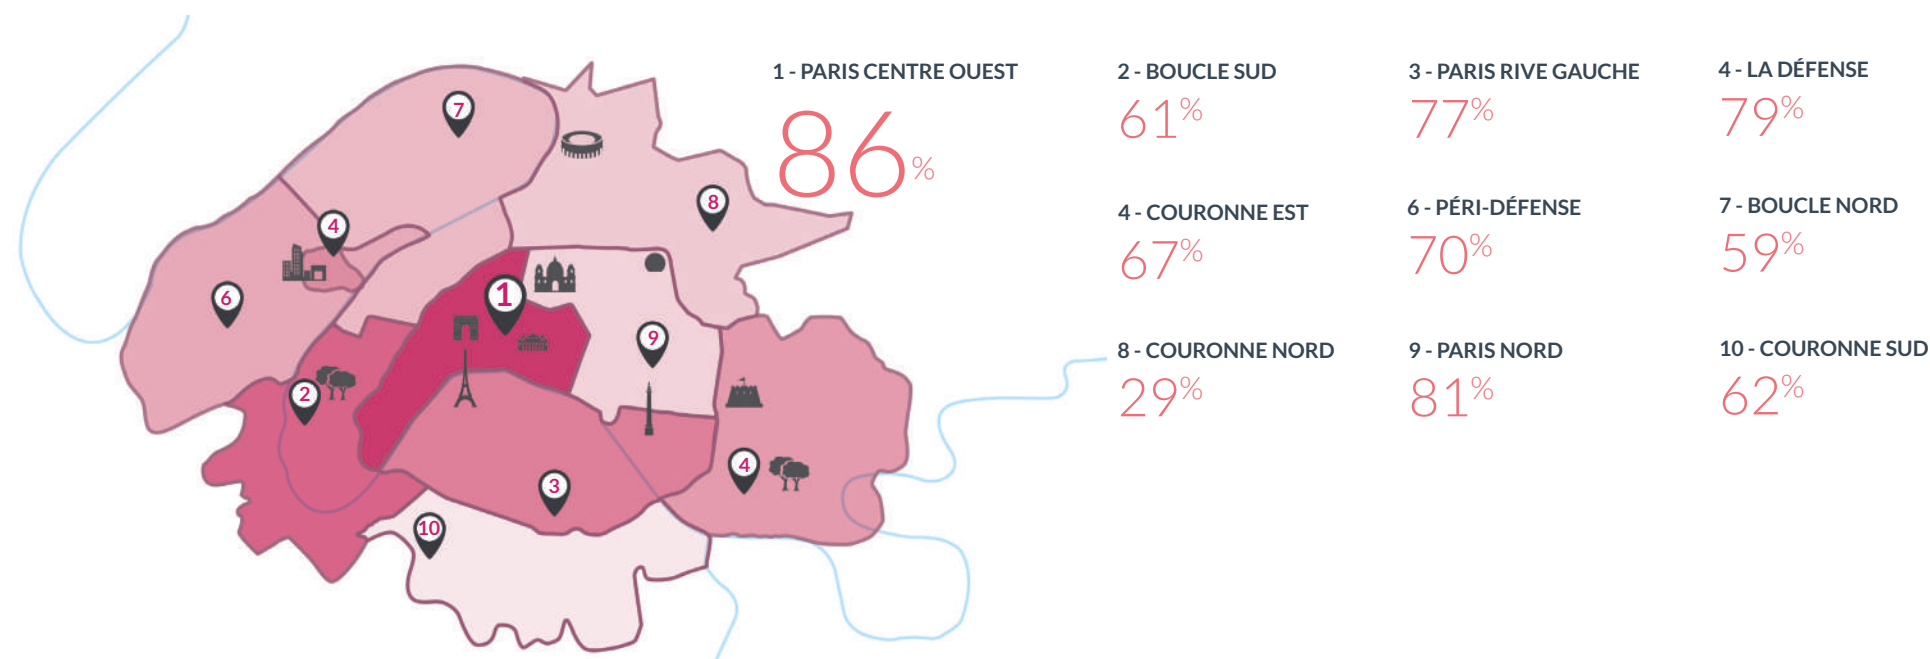 1 - PARIS CENTRE OUEST
86%
2 - BOUCLE SUD
61%
3 - PARIS RIVE GAUCHE
77%
4 - LA DÉFENSE
79%
4 - COURONNE EST
67%
6 - PÉRI-DÉFENSE
70%
7 - BOUCLE NORD
59%
8 - COURONNE NORD
29%
9 - PARIS NORD
81%
10 - COURONNE SUD
62%
7
8
4
6
1
9
2
4
3
10